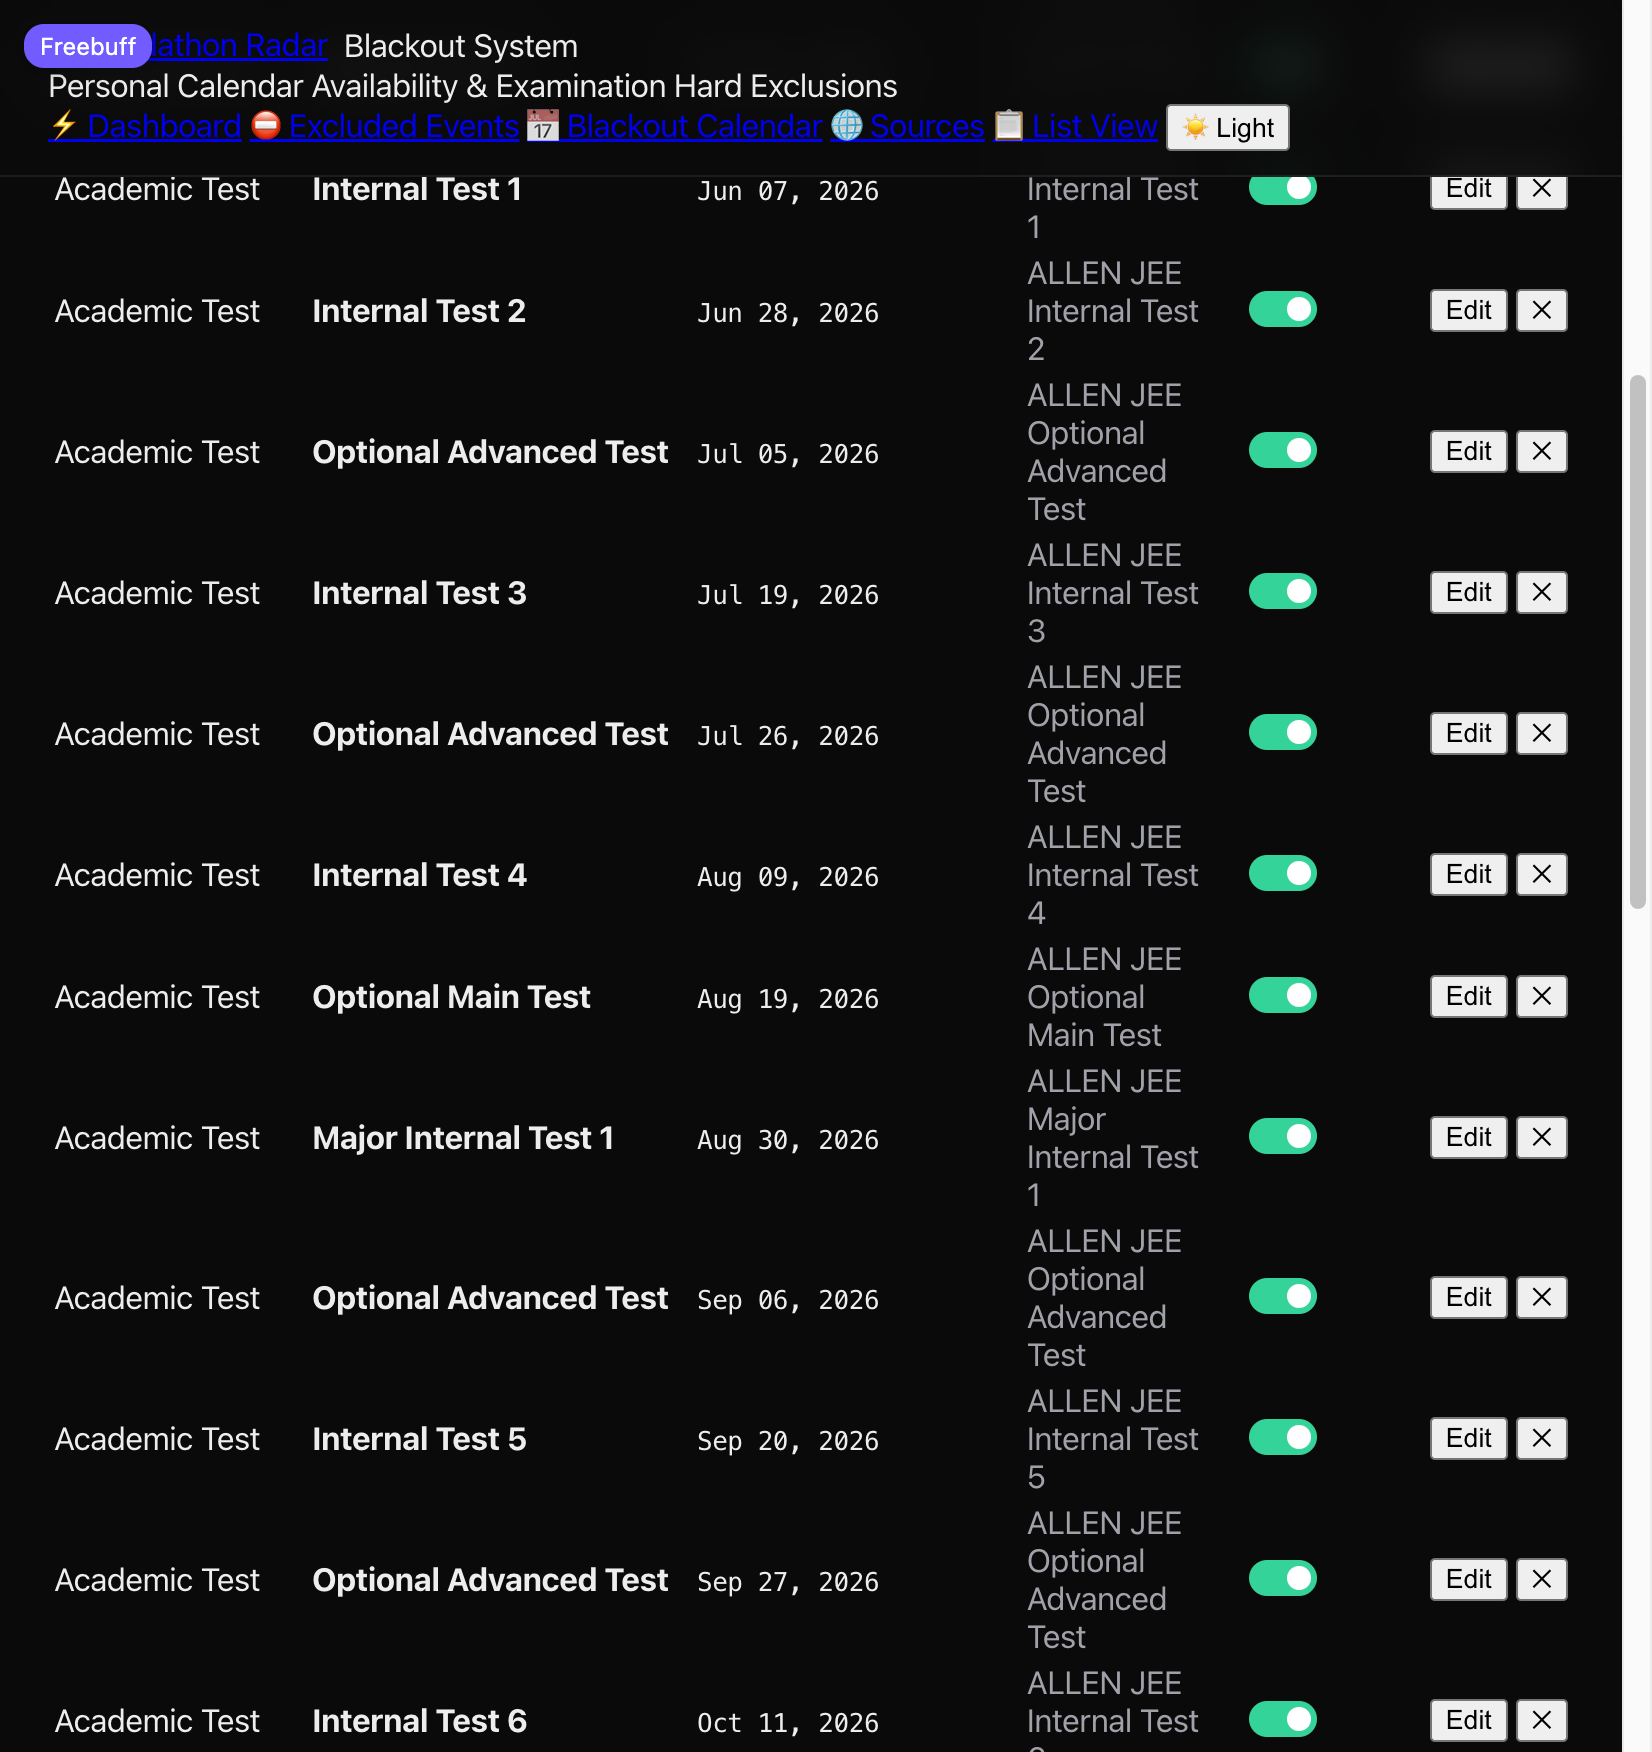 Freebuff lathon Radar Blackout System
Personal Calendar Availability & Examination Hard Exclusions
⚡ Dashboard ⛔ Excluded Events 📅 Blackout Calendar 🌐 Sources 📋 List View ☀️ Light
Academic Test Internal Test 1 Jun 07, 2026 Internal Test Edit ✕
1
ALLEN JEE
Academic Test Internal Test 2 Jun 28, 2026 Internal Test Edit ✕
2
ALLEN JEE
Optional
Academic Test Optional Advanced Test Jul 05, 2026 Advanced Edit ✕
Test
ALLEN JEE
Academic Test Internal Test 3 Jul 19, 2026 Internal Test Edit ✕
3
ALLEN JEE
Optional
Academic Test Optional Advanced Test Jul 26, 2026 Advanced Edit ✕
Test
ALLEN JEE
Academic Test Internal Test 4 Aug 09, 2026 Internal Test Edit ✕
4
ALLEN JEE
Academic Test Optional Main Test Aug 19, 2026 Optional Edit ✕
Main Test
ALLEN JEE
Major
Academic Test Major Internal Test 1 Aug 30, 2026 Internal Test Edit ✕
1
ALLEN JEE
Optional
Academic Test Optional Advanced Test Sep 06, 2026 Advanced Edit ✕
Test
ALLEN JEE
Academic Test Internal Test 5 Sep 20, 2026 Internal Test Edit ✕
5
ALLEN JEE
Optional
Academic Test Optional Advanced Test Sep 27, 2026 Advanced Edit ✕
Test
ALLEN JEE
Academic Test Internal Test 6 Oct 11, 2026 Internal Test Edit ✕